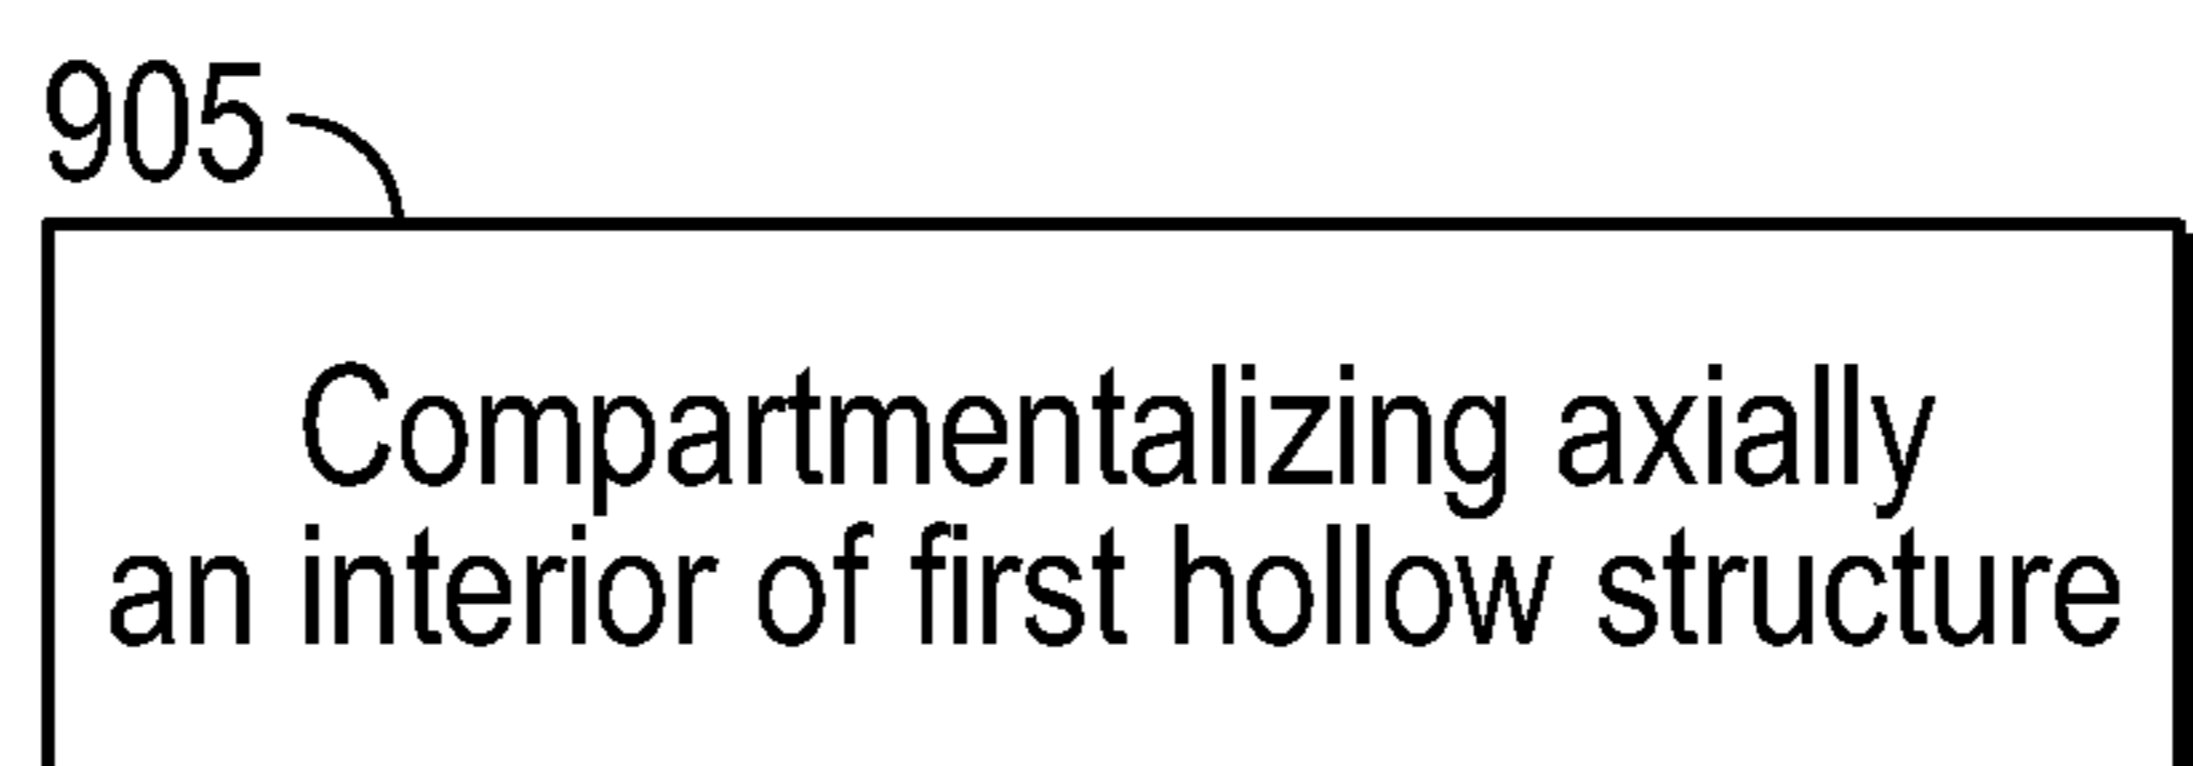 905
Compartmentalizing axially
an interior of first hollow structure